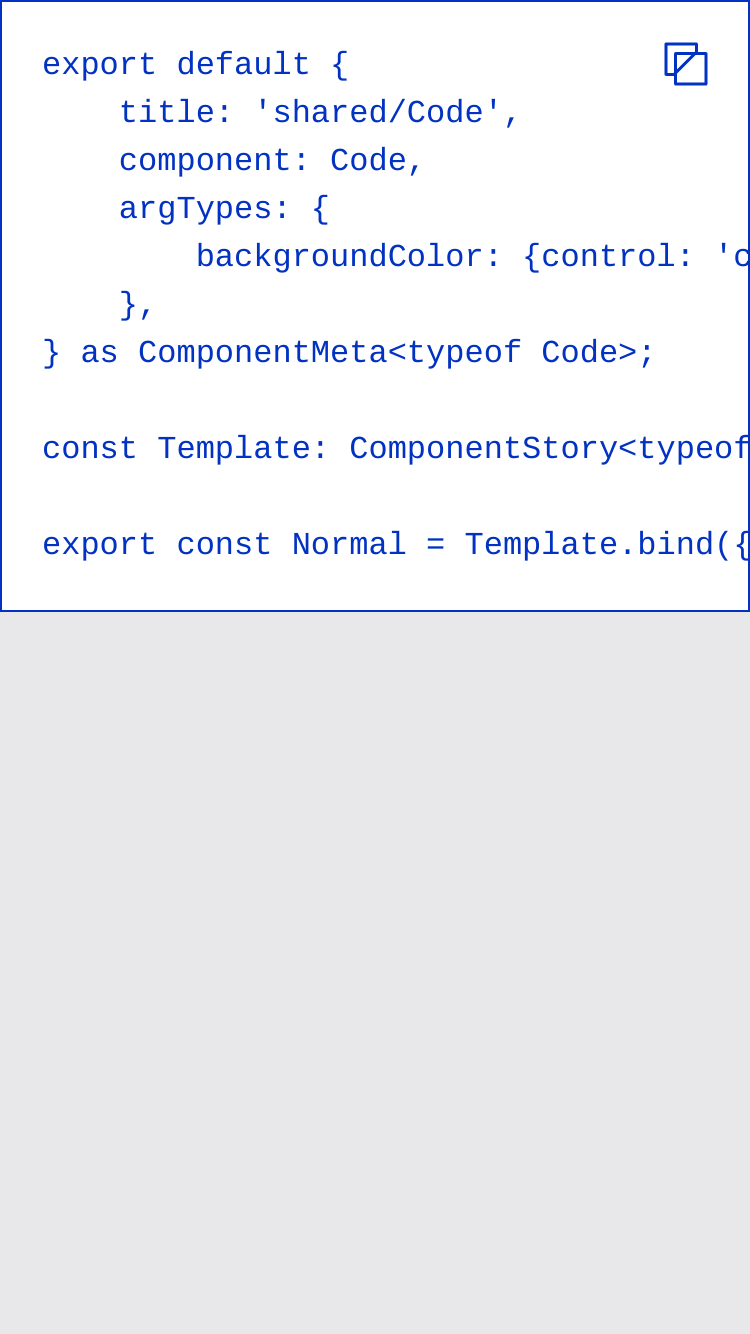 export default {
    title: 'shared/Code',
    component: Code,
    argTypes: {
        backgroundColor: {control: 'c
    },
} as ComponentMeta<typeof Code>;

const Template: ComponentStory<typeof

export const Normal = Template.bind({